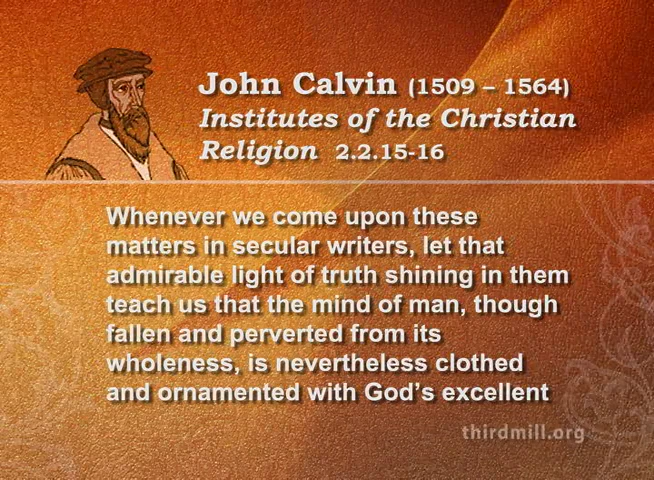 John Calvin (1509 – 1564)
Institutes of the Christian
Religion 2.2.15-16
Whenever we come upon these
matters in secular writers, let that
admirable light of truth shining in them
teach us that the mind of man, though
fallen and perverted from its
wholeness, is nevertheless clothed
and ornamented with God’s excellent
thirdmill.org